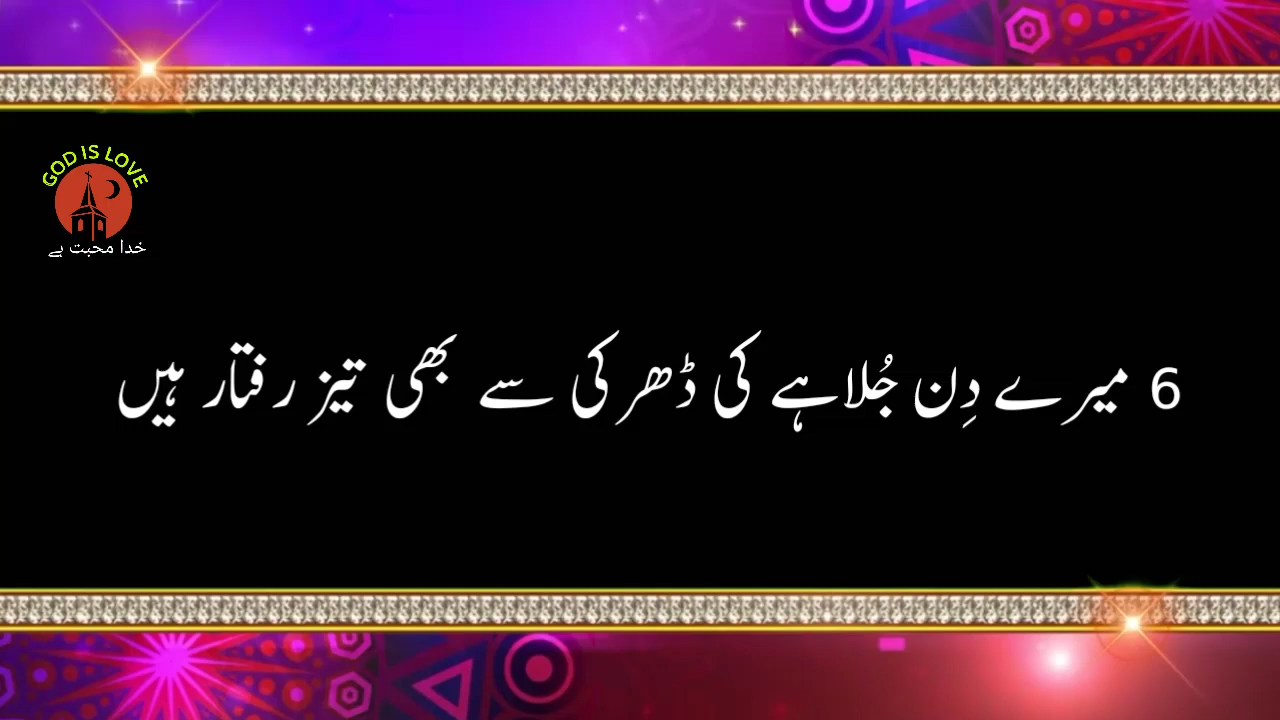 GOD IS LOVE
خدا محبت ہے
6 میرے دِن جُلاہے کی ڈھرکی سے بھی تیز رفتار ہیں